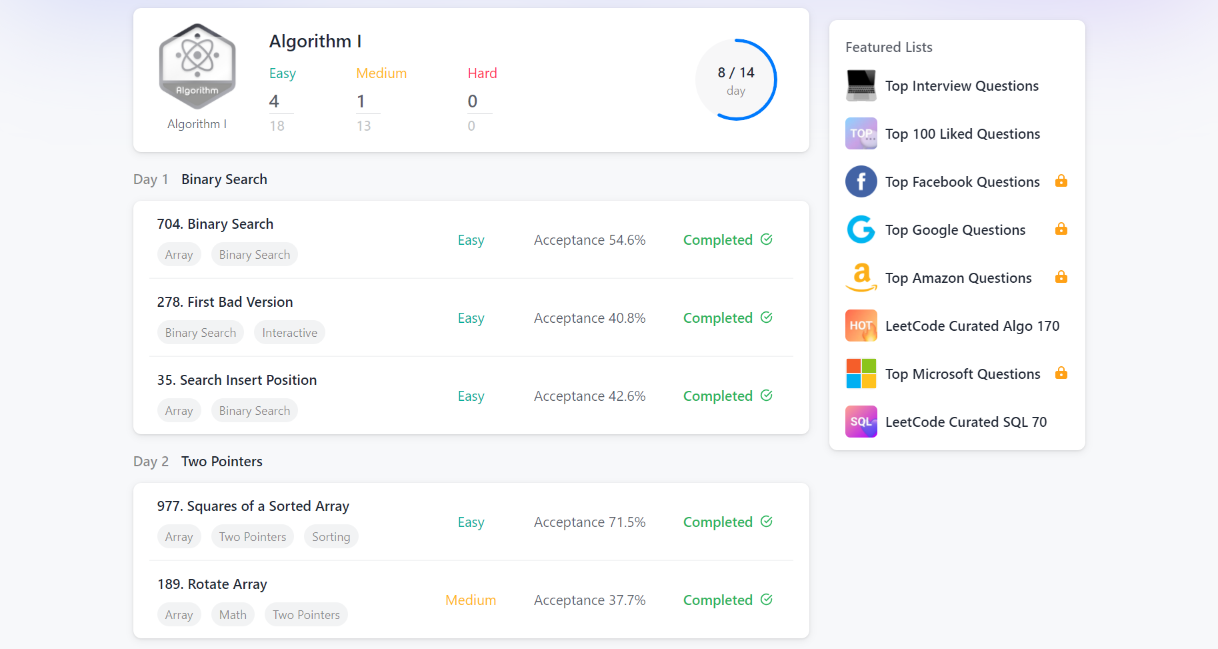 Algorithm I
Easy Medium Hard
4 1 0
18 13 0
Algorithm
Algorithm I
8 / 14
day
Day 1 Binary Search
704. Binary Search
Easy Acceptance 54.6% Completed
Array Binary Search
278. First Bad Version
Easy Acceptance 40.8% Completed
Binary Search Interactive
35. Search Insert Position
Easy Acceptance 42.6% Completed
Array Binary Search
Day 2 Two Pointers
977. Squares of a Sorted Array
Easy Acceptance 71.5% Completed
Array Two Pointers Sorting
189. Rotate Array
Medium Acceptance 37.7% Completed
Array Math Two Pointers
Featured Lists
Top Interview Questions
TOP Top 100 Liked Questions
f Top Facebook Questions
G Top Google Questions
a Top Amazon Questions
HOT LeetCode Curated Algo 170
Top Microsoft Questions
SQL LeetCode Curated SQL 70